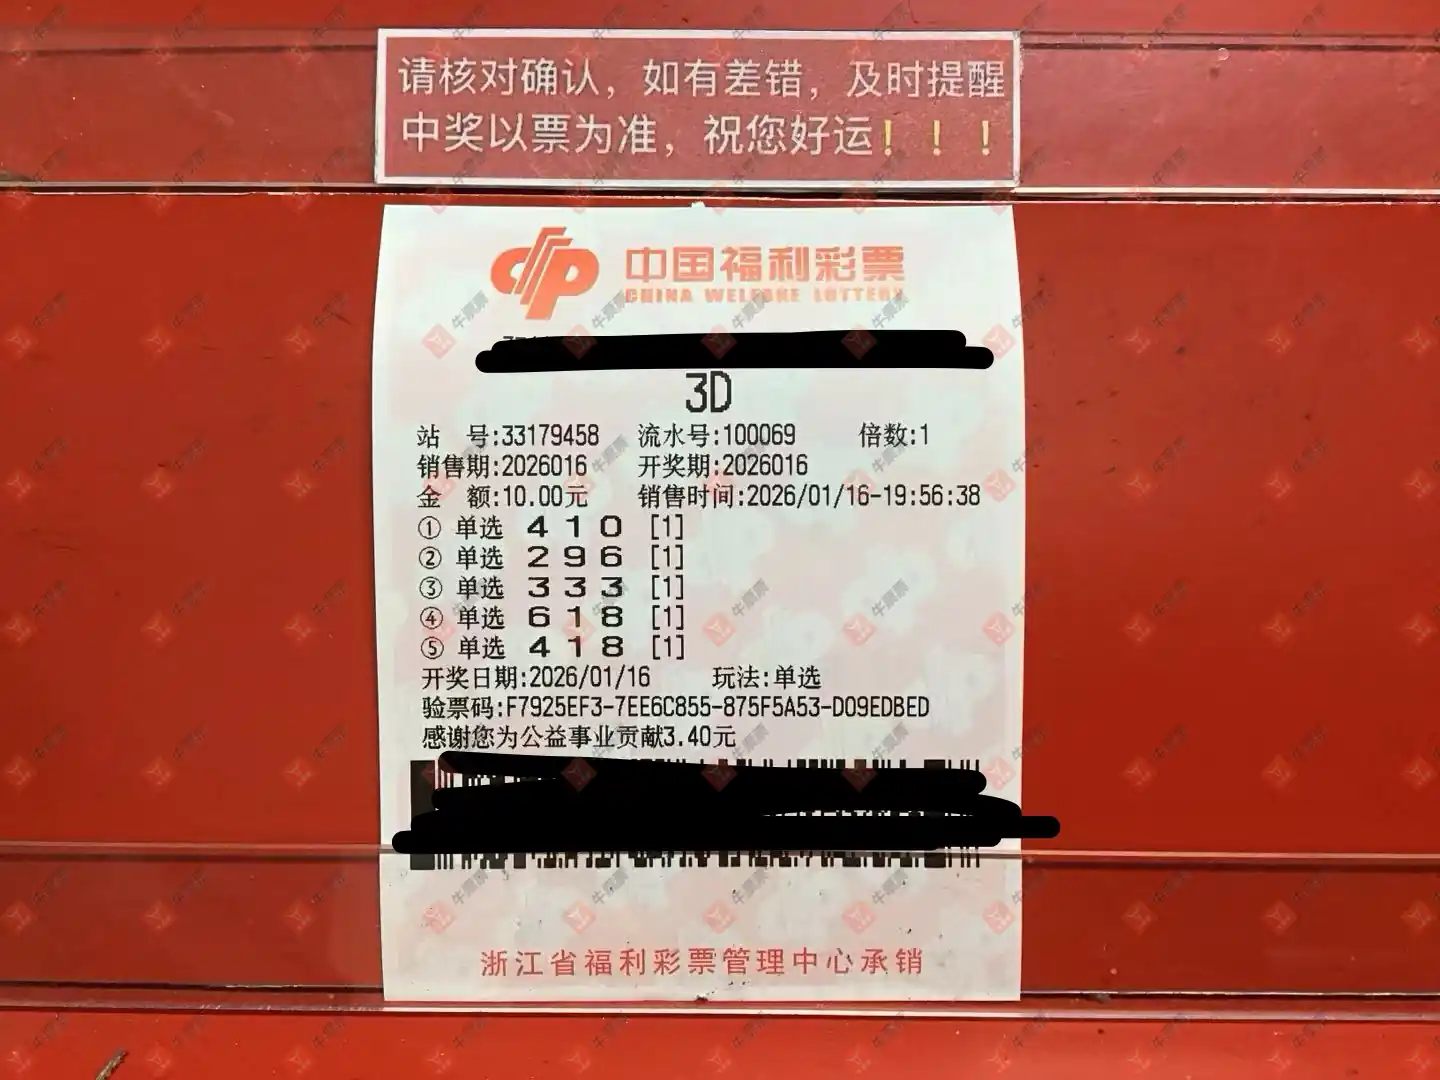 请核对确认，如有差错，及时提醒
中奖以票为准，祝您好运！！！
中国福利彩票
CHINA WELFARE LOTTERY
3D
站 号:33179458 流水号:100069 倍数:1
销售期:2026016 开奖期:2026016
金 额:10.00元 销售时间:2026/01/16-19:56:38
① 单选 4 1 0 [1]
② 单选 2 9 6 [1]
③ 单选 3 3 3 [1]
④ 单选 6 1 8 [1]
⑤ 单选 4 1 8 [1]
开奖日期:2026/01/16 玩法:单选
验票码:F7925EF3-7EE6C855-875F5A53-D09EDBED
感谢您为公益事业贡献3.40元
浙江省福利彩票管理中心承销
牛票票